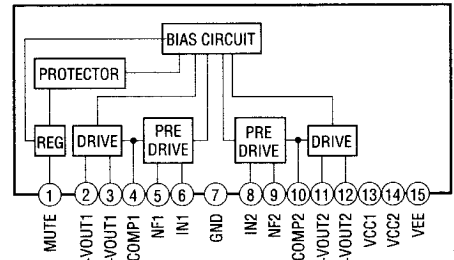 BIAS CIRCUIT
PROTECTOR
REG
DRIVE
PRE
DRIVE
PRE
DRIVE
DRIVE
1 2 3 4 5 6 7 8 9 10 11 12 13 14 15
MUTE
-VOUT1
-VOUT1
COMP1
NF1
IN1
GND
IN2
NF2
COMP2
-VOUT2
-VOUT2
VCC1
VCC2
VEE